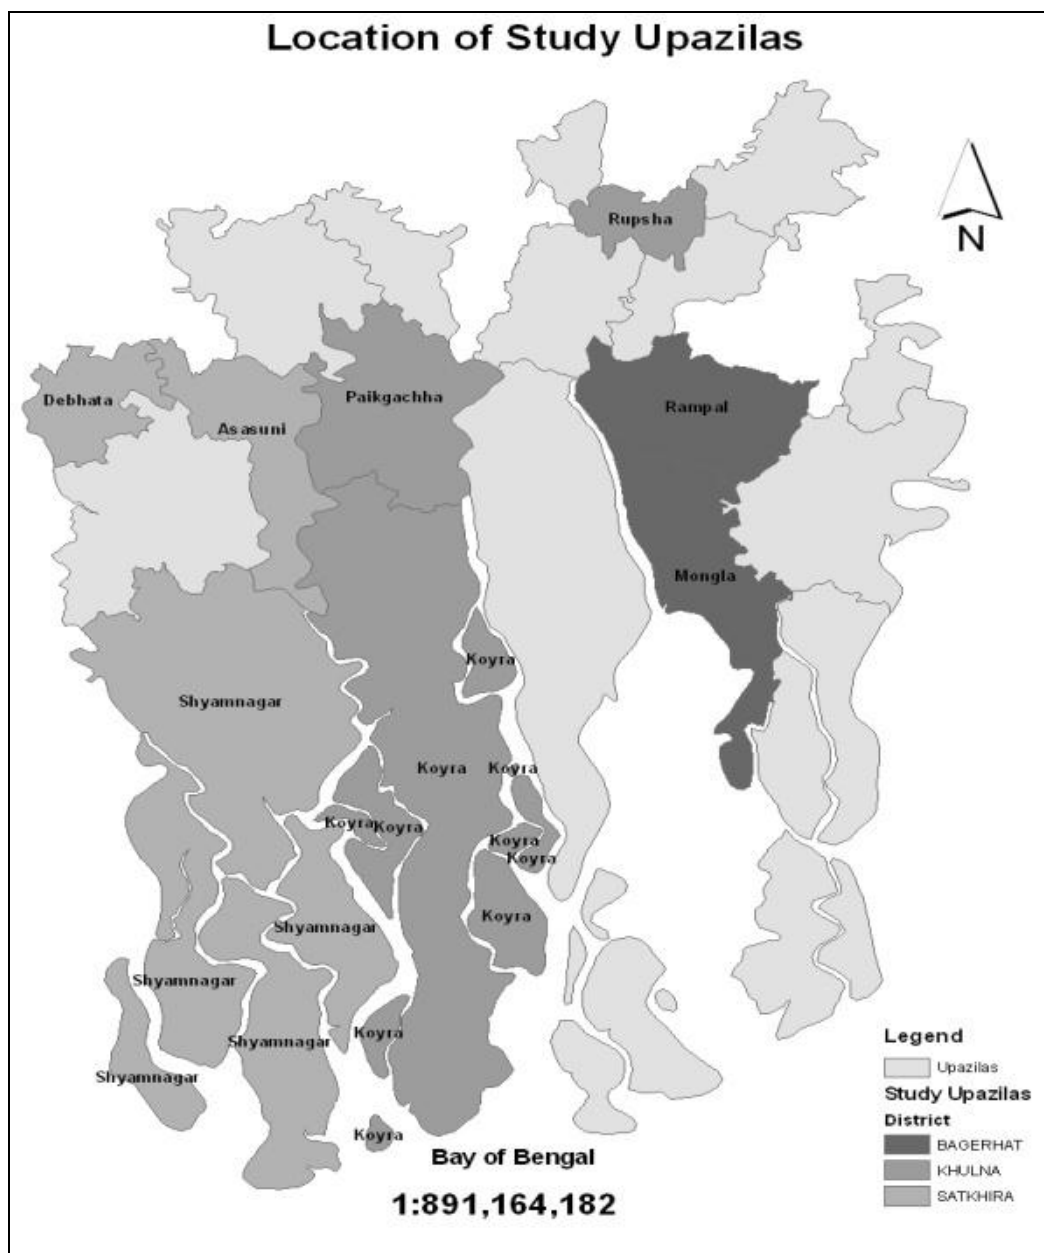 Location of Study Upazilas
Rupsha
N
Debhata
Paikgachha
Rampal
Asasuni
Mongla
Koyra
Shyamnagar
Koyra
Koyra
Koyra
Koyra
Koyra
Koyra
Koyra
Shyamnagar
Shyamnagar
Koyra
Shyamnagar
Shyamnagar
Koyra
Bay of Bengal
1:891,164,182
Legend
Upazilas
Study Upazilas
District
BAGERHAT
KHULNA
SATKHIRA